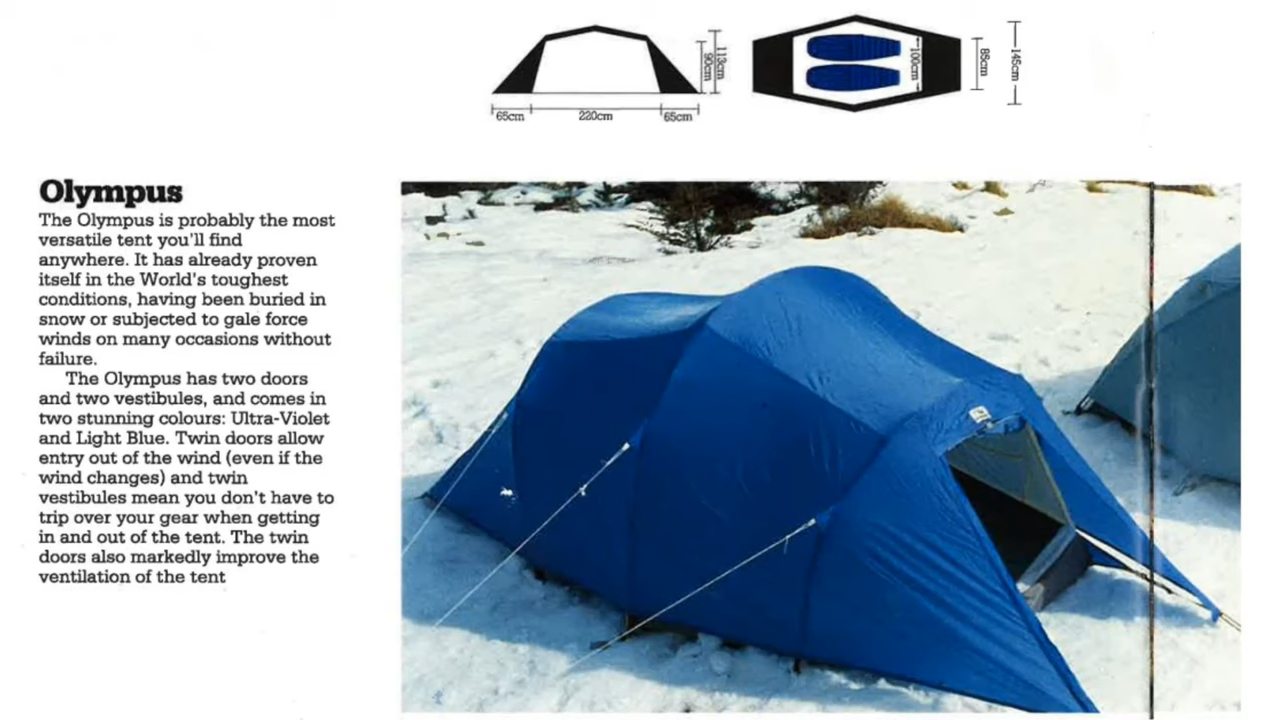 90cm
113cm
65cm
220cm
65cm
100cm
85cm
145cm
Olympus
The Olympus is probably the most
versatile tent you'll find
anywhere. It has already proven
itself in the World's toughest
conditions, having been buried in
snow or subjected to gale force
winds on many occasions without
failure.
The Olympus has two doors
and two vestibules, and comes in
two stunning colours: Ultra-Violet
and Light Blue. Twin doors allow
entry out of the wind (even if the
wind changes) and twin
vestibules mean you don't have to
trip over your gear when getting
in and out of the tent. The twin
doors also markedly improve the
ventilation of the tent